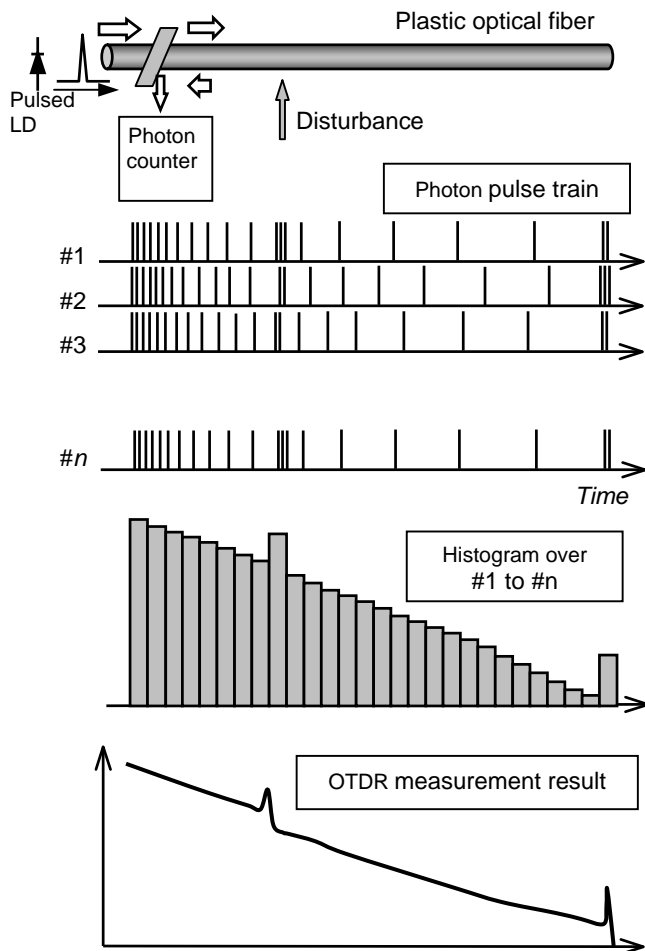 Plastic optical fiber
Pulsed
LD
Photon
counter
Disturbance
Photon pulse train
#1
#2
#3
#n
Time
Histogram over
#1 to #n
OTDR measurement result